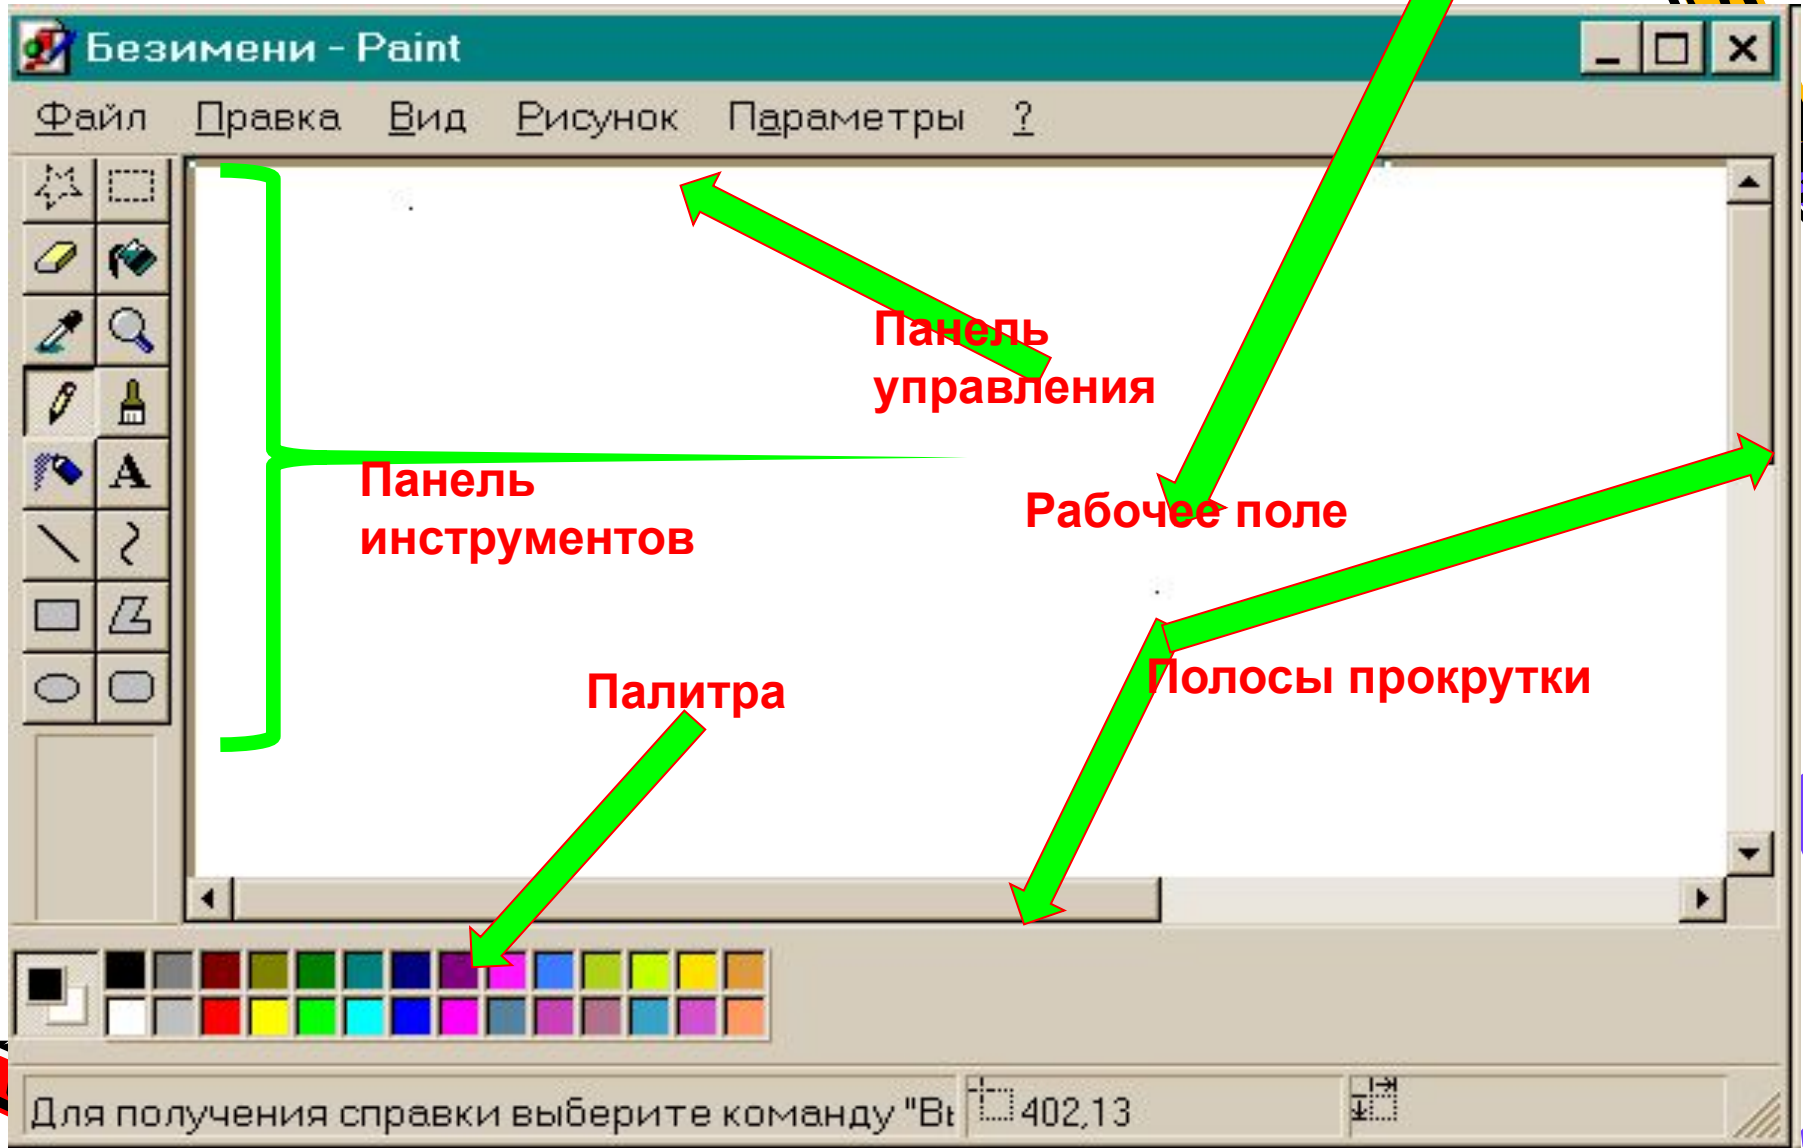 Безимени - Paint
Файл Правка Вид Рисунок Параметры ?
Панель
управления
Панель
инструментов
Рабочее поле
Полосы прокрутки
Палитра
A
Для получения справки выберите команду "Вы
402,13